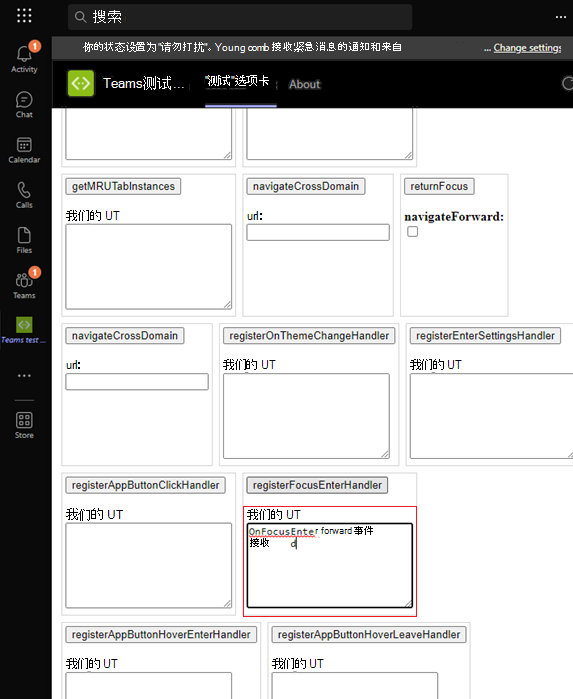 搜索
你的状态设置为"请勿打扰"。Young comb 接收紧急消息的通知和来自
... Change settings
Teams测试...
"测试"选项卡
About
Activity
Chat
Calendar
Calls
Files
Teams
Teams test ...
Store
1
1
getMRUTabInstances
navigateCrossDomain
returnFocus
我们的 UT
url:
navigateForward:
navigateCrossDomain
registerOnThemeChangeHandler
registerEnterSettingsHandler
url:
我们的 UT
我们的 UT
registerAppButtonClickHandler
registerFocusEnterHandler
我们的 UT
我们的 UT
OnFocusEnter forward 事件
接收 d
registerAppButtonHoverEnterHandler
registerAppButtonHoverLeaveHandler
我们的 UT
我们的 UT